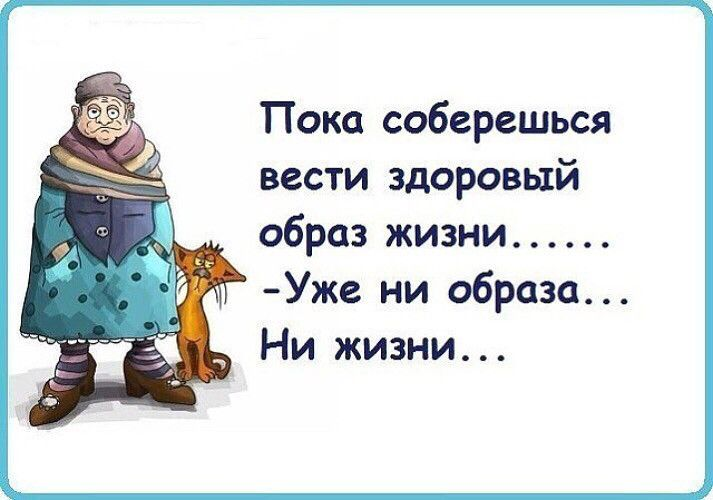 Пока соберешься
вести здоровый
образ жизни......
-Уже ни образа...
Ни жизни...